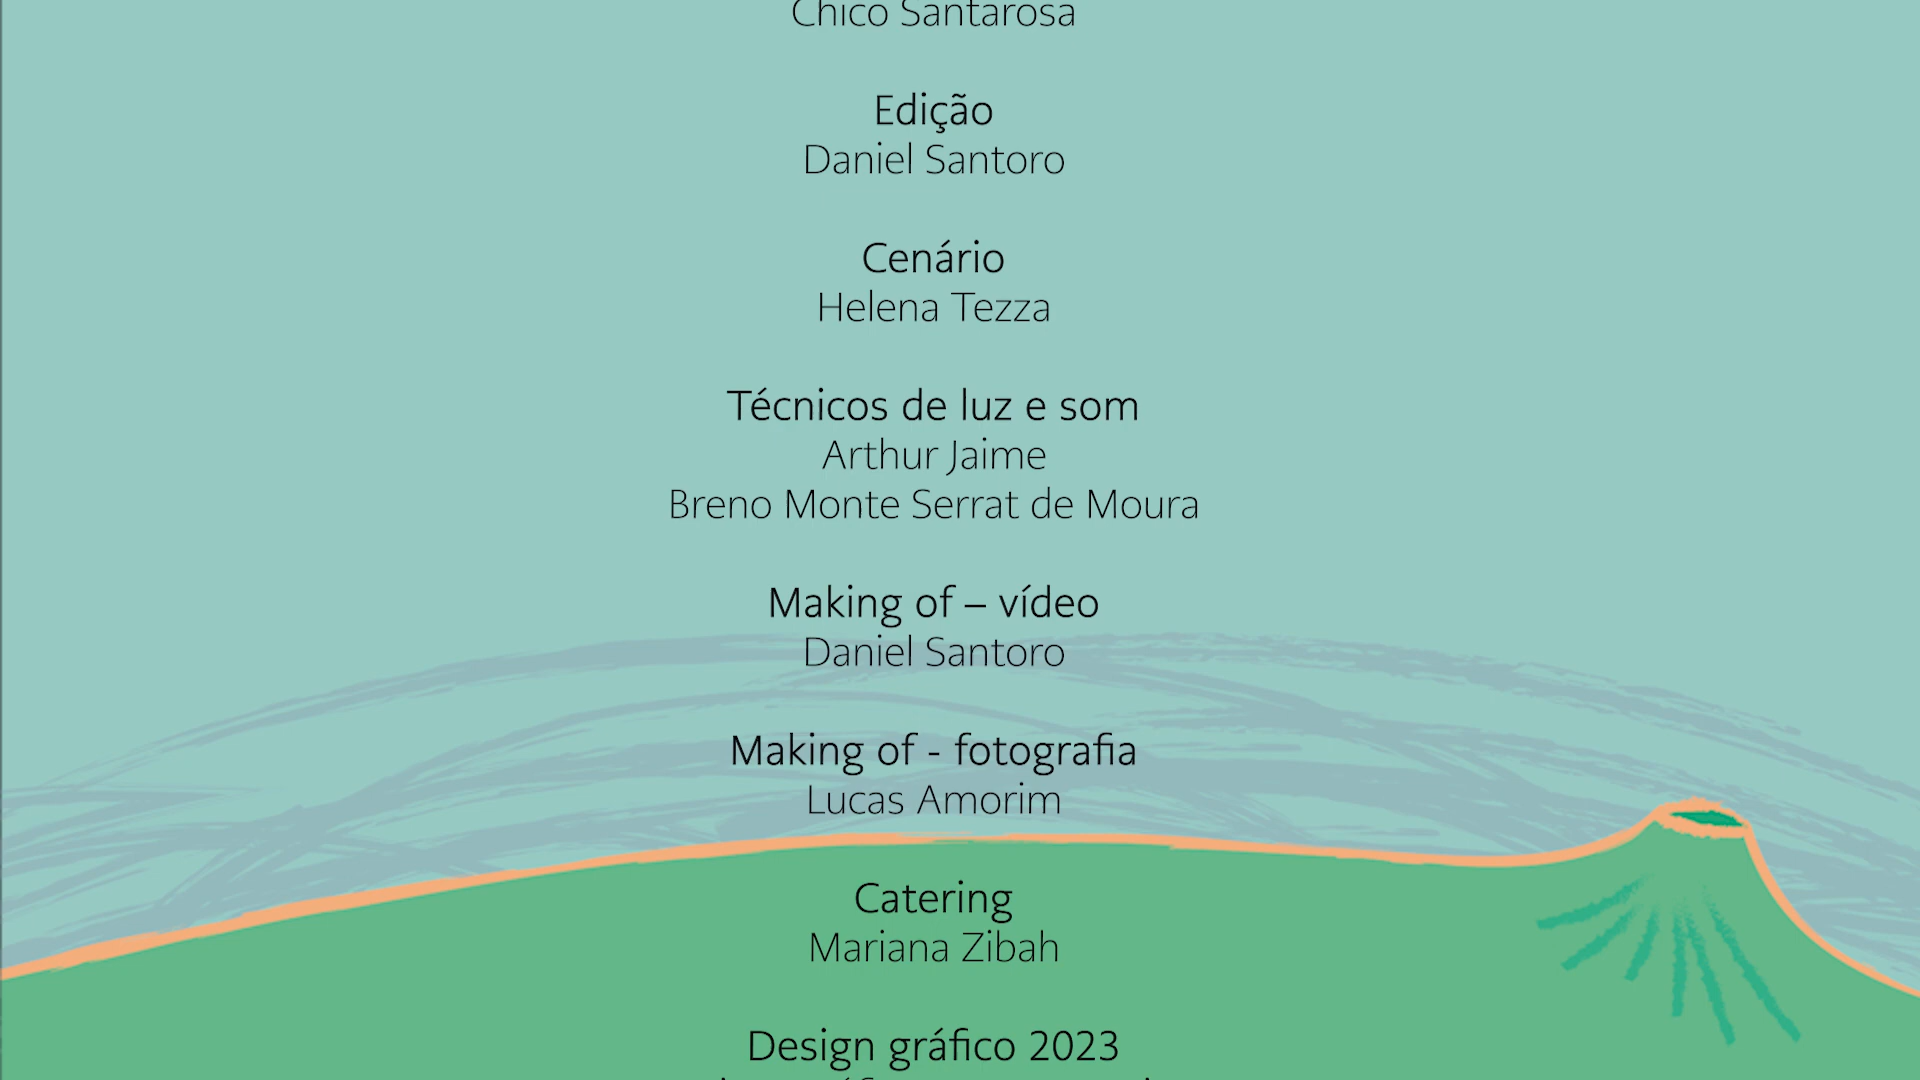 Chico Santarosa
Edição
Daniel Santoro
Cenário
Helena Tezza
Técnicos de luz e som
Arthur Jaime
Breno Monte Serrat de Moura
Making of – vídeo
Daniel Santoro
Making of - fotografia
Lucas Amorim
Catering
Mariana Zibah
Design gráfico 2023